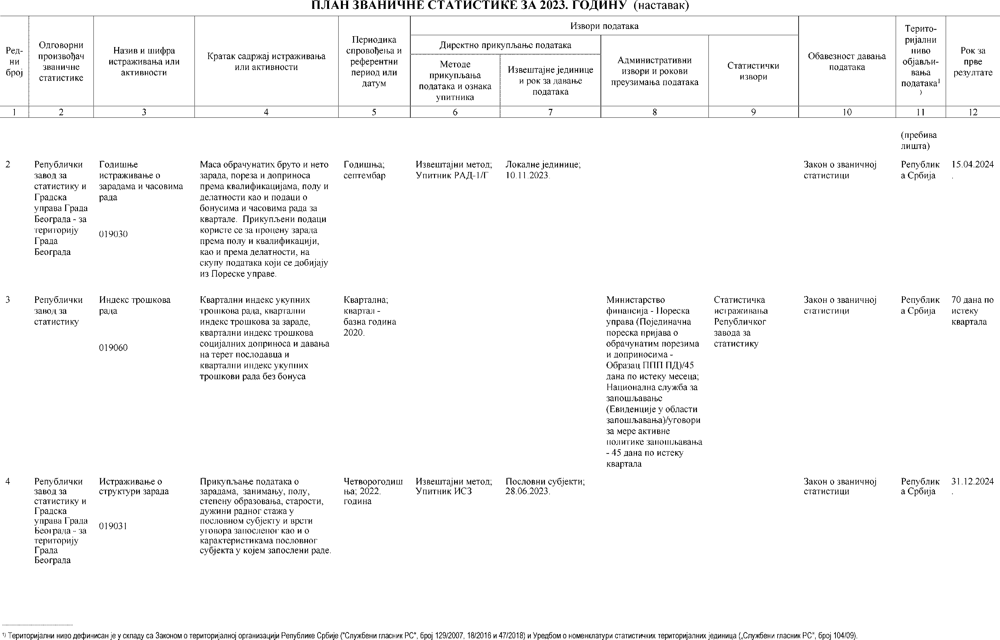 ПЛАН ЗВАНИЧНЕ СТАТИСТИКЕ ЗА 2023. ГОДИНУ (наставак)
Ред-
ни
број
Одговорни
произвођач
званичне
статистике
Назив и шифра
истраживања или
активности
Кратак садржај истраживања
или активности
Периодика
спровођења и
референтни
период или
датум
Извори података
Директно прикупљање података
Методе
прикупљања
података и ознака
упитника
Извештајне јединице
и рок за давање
података
Административни
извори и рокови
преузимања података
Статистички
извори
Обавезност давања
података
Терито-
ријални
ниво
објављи-
вања
података¹
)
Рок за
прве
резултате
1 2 3 4 5 6 7 8 9 10 11 12
(пребива
лишта)
2
Републички
завод за
статистику и
Градска
управа Града
Београда - за
територију
Града
Београда
Годишње
истраживање о
зарадама и часовима
рада
019030
Маса обрачунатих бруто и нето
зарада, пореза и доприноса
према квалификацијама, полу и
делатности као и подаци о
бонусима и часовима рада за
квартале. Прикупљени подаци
користе се за процену зарада
према полу и квалификацији,
као и према делатности, на
скупу података који се добијају
из Пореске управе.
Годишња;
септембар
Извештајни метод;
Упитник РАД-1/Г
Локалне јединице;
10.11.2023.
Закон о званичној
статистици
Републик
а Србија
15.04.2024
.
3
Републички
завод за
статистику
Индекс трошкова
рада
019060
Квартални индекс укупних
трошкова рада, квартални
индекс трошкова за зараде,
квартални индекс трошкова
социјалних доприноса и давања
на терет послодавца и
квартални индекс укупних
трошкови рада без бонуса
Квартална;
квартал -
базна година
2020.
Министарство
финансија - Пореска
управа (Појединачна
пореска пријава о
обрачунатим порезима
и доприносима -
Образац ППП ПД)/45
дана по истеку месеца;
Национална служба за
запошљавање
(Евиденције у области
запошљавања)/уговори
за мере активне
политике запошљавања
- 45 дана по истеку
квартала
Статистичка
истраживања
Републичког
завода за
статистику
Закон о званичној
статистици
Републик
а Србија
70 дана по
истеку
квартала
4
Републички
завод за
статистику и
Градска
управа Града
Београда - за
територију
Града
Београда
Истраживање о
структури зарада
019031
Прикупљање података о
зарадама, занимању, полу,
степену образовања, старости,
дужини радног стажа у
пословном субјекту и врсти
уговора запосленог као и о
карактеристикама пословног
субјекта у којем запослени раде.
Четворогодиш
ња; 2022.
година
Извештајни метод;
Упитник ИСЗ
Пословни субјекти;
28.06.2023.
Закон о званичној
статистици
Републик
а Србија
31.12.2024
.
¹⁾ Територијални ниво дефинисан је у складу са Законом о територијалној организацији Републике Србије ("Службени гласник РС", број 129/2007, 18/2016 и 47/2018) и Уредбом о номенклатури статистичких територијалних јединица („Службени гласник РС", број 104/09).